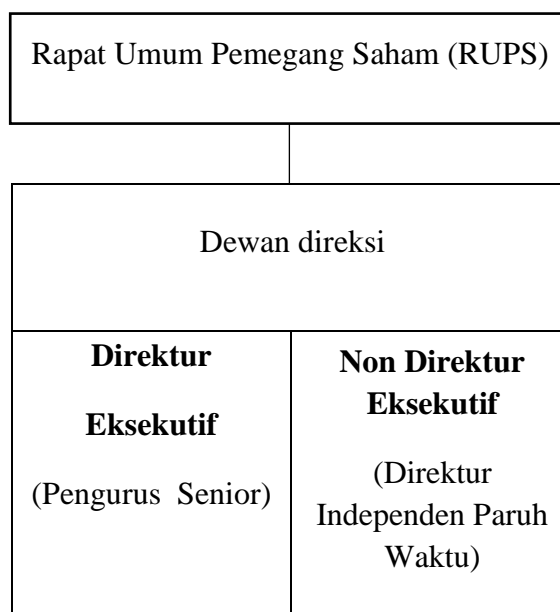 Rapat Umum Pemegang Saham (RUPS)
Dewan direksi
Direktur
Eksekutif
(Pengurus Senior)
Non Direktur
Eksekutif
(Direktur
Independen Paruh
Waktu)